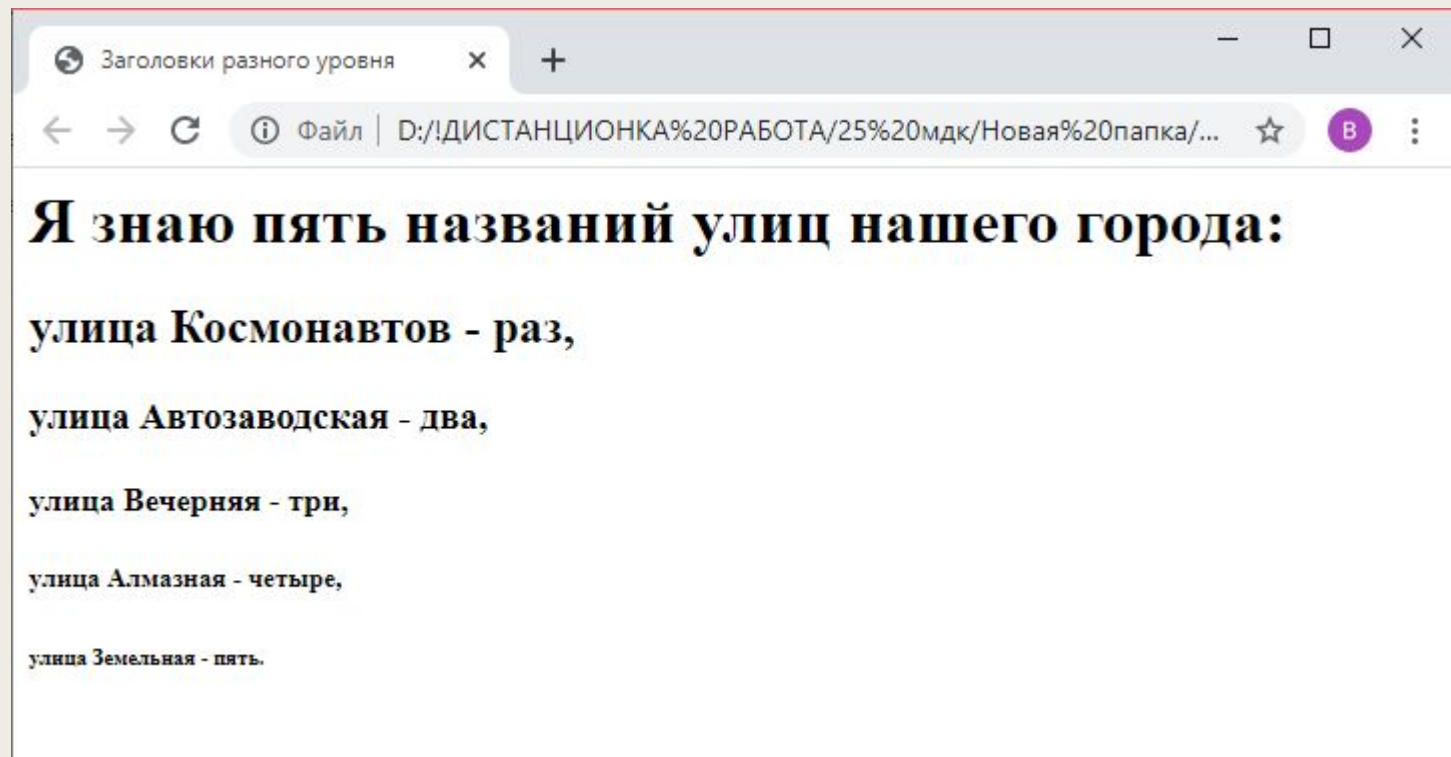 Заголовки разного уровня
Файл | D:/!ДИСТАНЦИОНКА%20РАБОТА/25%20мдк/Новая%20папка/...
В
Я знаю пять названий улиц нашего города:
улица Космонавтов - раз,
улица Автозаводская - два,
улица Вечерняя - три,
улица Алмазная - четыре,
улица Земельная - пять.